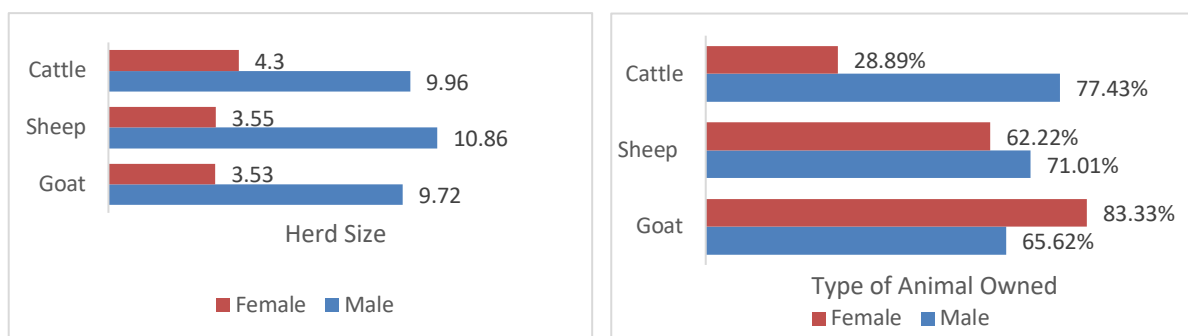 Cattle 4.3
9.96
Sheep 3.55
10.86
Goat 3.53
9.72
Herd Size
Female Male
Cattle 28.89%
77.43%
Sheep 62.22%
71.01%
Goat 83.33%
65.62%
Type of Animal Owned
Female Male